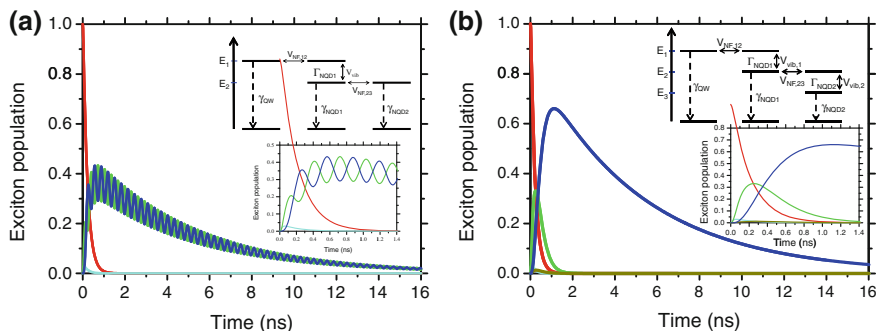 (a)
Exciton population
1.0
0.8
0.6
0.4
0.2
0.0
0 2 4 6 8 10 12 14 16
Time (ns)
E1
E2
VNF,12
Vvib
ΓNQD1
VNF,23
γQW
γNQD1
γNQD2
Exciton population
0.5
0.4
0.3
0.2
0.1
0.0
0.0 0.2 0.4 0.6 0.8 1.0 1.2 1.4
Time (ns)
(b)
Exciton population
1.0
0.8
0.6
0.4
0.2
0.0
0 2 4 6 8 10 12 14 16
Time (ns)
E1
E2
E3
VNF,12
Vvib,1
ΓNQD1
VNF,23
ΓNQD2
Vvib,2
γQW
γNQD1
γNQD2
Exciton population
0.8
0.7
0.6
0.5
0.4
0.3
0.2
0.1
0.0
0.0 0.2 0.4 0.6 0.8 1.0 1.2 1.4
Time (ns)